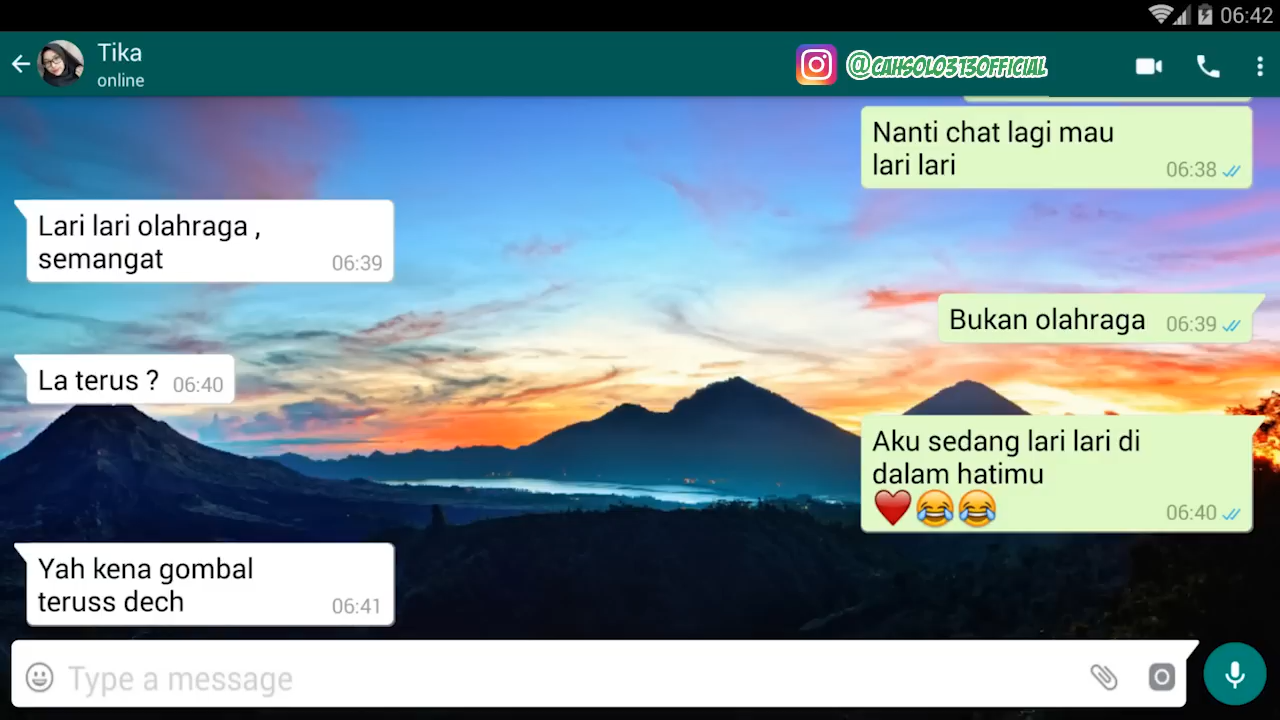 06:42
Tika
online
@CAHSOLO313OFFICIAL
Nanti chat lagi mau
lari lari
06:38
Lari lari olahraga ,
semangat
06:39
Bukan olahraga 06:39
La terus ? 06:40
Aku sedang lari lari di
dalam hatimu
❤️😂😂 06:40
Yah kena gombal
teruss dech
06:41
Type a message